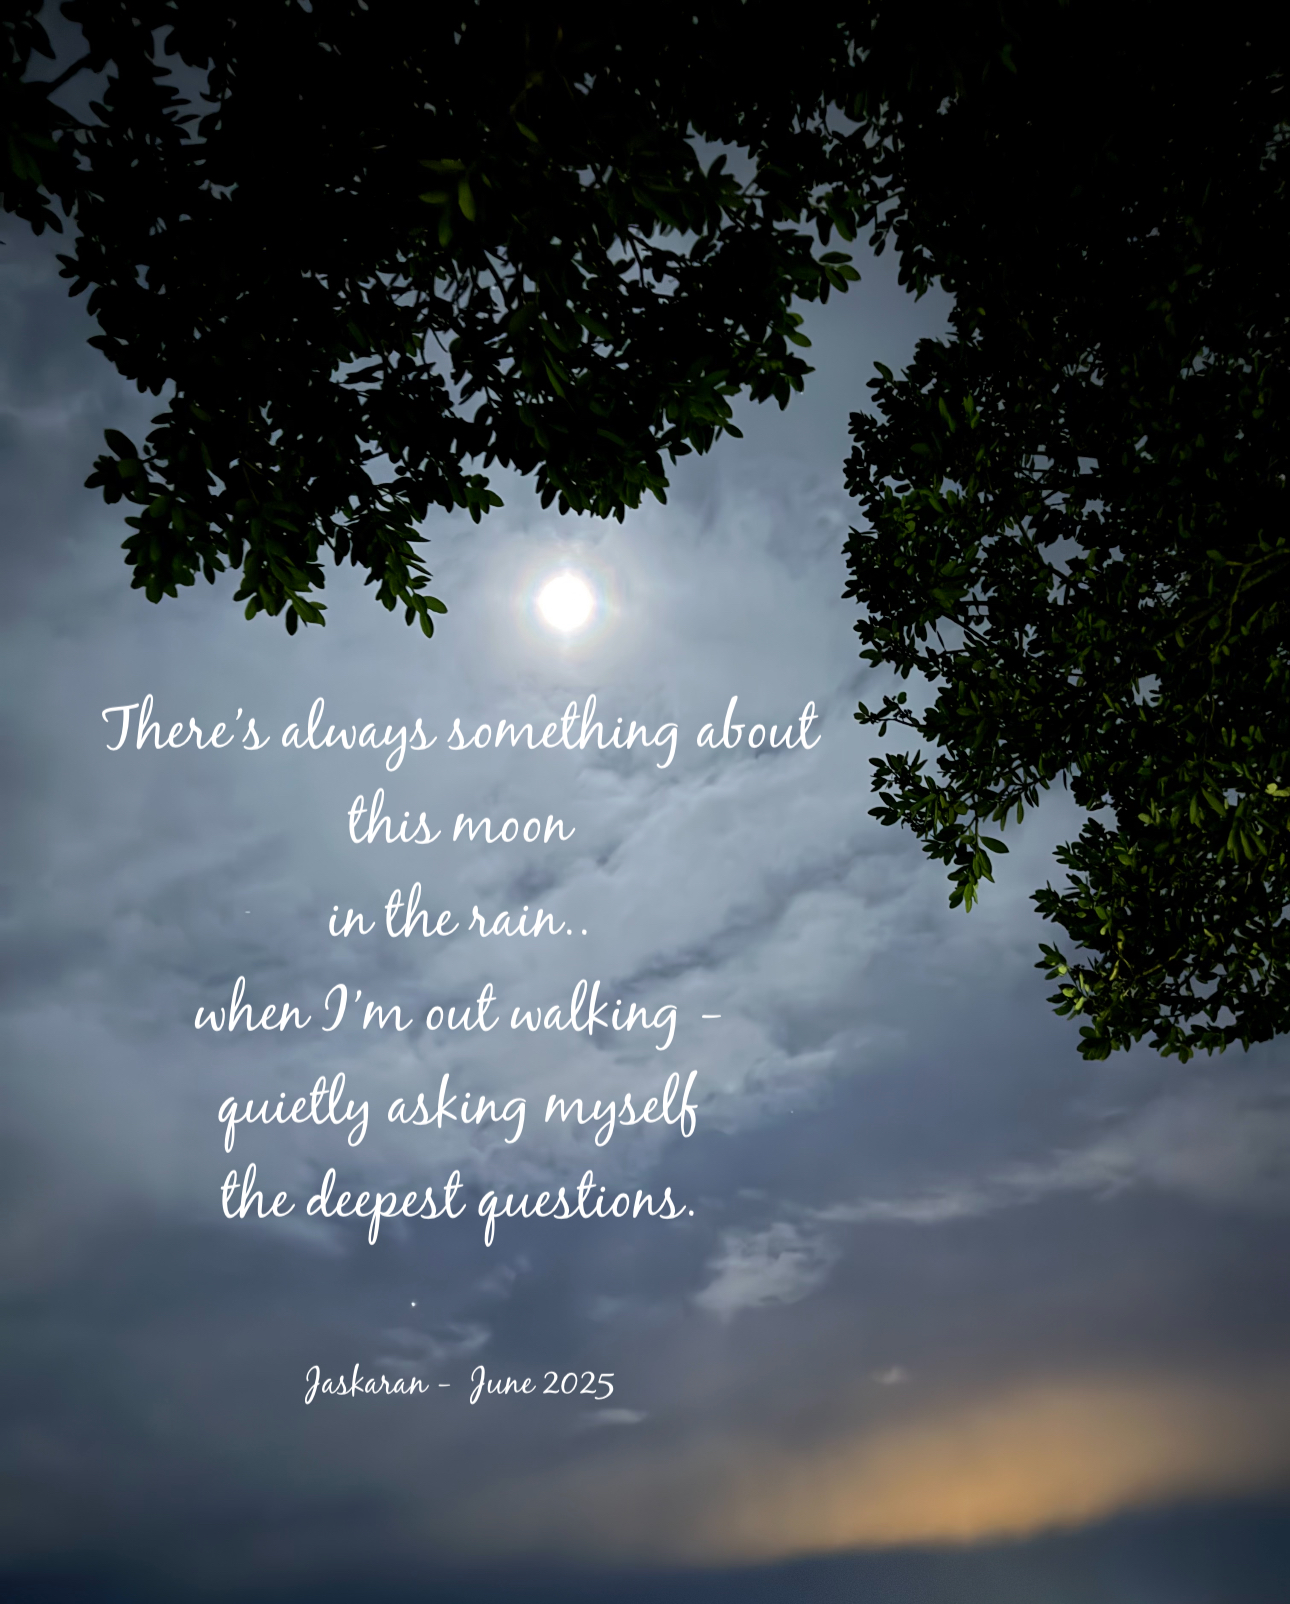 There's always something about
this moon
in the rain..
when I'm out walking -
quietly asking myself
the deepest questions.
Jaskaran - June 2025